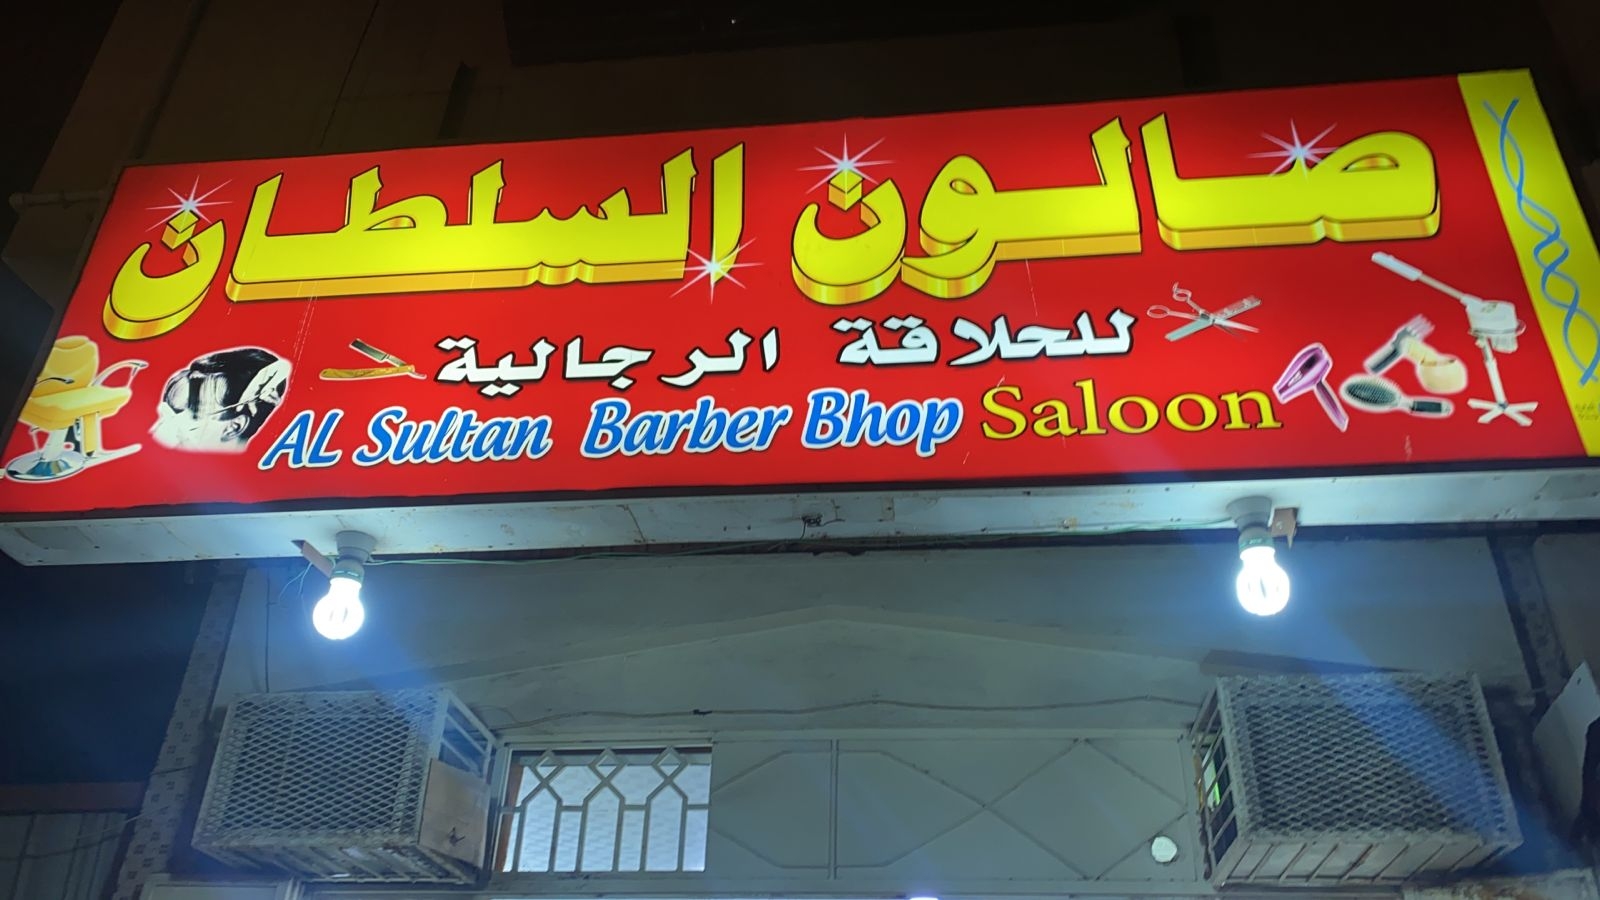 صالون السلطان
للحلاقة الرجالية
AL Sultan Barber Bhop Saloon